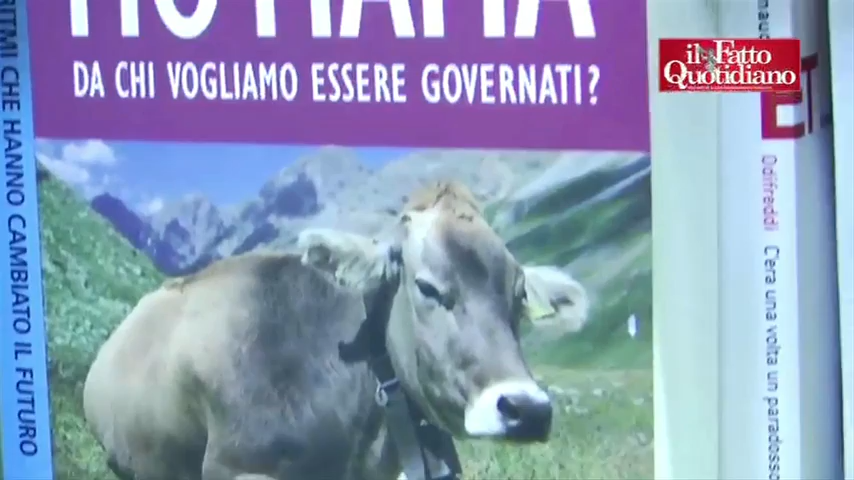 MAFIA
DA CHI VOGLIAMO ESSERE GOVERNATI?
RITMI CHE HANNO CAMBIATO IL FUTURO
il Fatto
Quotidiano
Odifreddi C'era una volta un paradosso